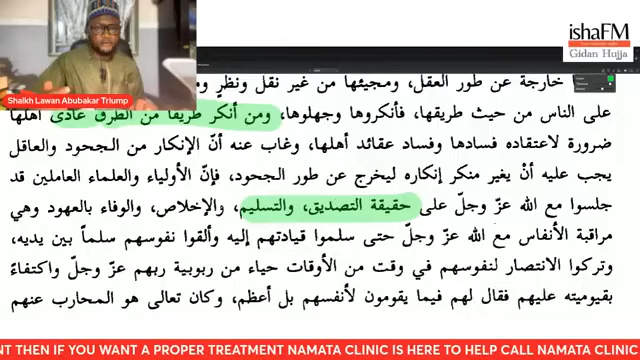 ishaFM
Gidan Hujja
Shaikh Lawan Abubakar Triump
خارجة عن طور العقل، ومجيئها من غير نقل ونظرٍ
على الناس من حيث طريقها، فأنكروها وجهلوها، ومن أنكر طريقاً من الطرق عادى أهلها
ضرورة لاعتقاده فسادها وفساد عقائد أهلها، وغاب عنه أنّ الإنكار من الجحود والعاقل
يجب عليه أنْ يغير منكر إنكاره ليخرج عن طور الجحود، فإنّ الأولياء والعلماء العاملين قد
جلسوا مع الله عزّ وجلّ على حقيقة التصديق، والتسليم، والإخلاص، والوفاء بالعهود وهي
مراقبة الأنفاس مع الله عزّ وجلّ حتى سلموا قيادتهم إليه وألقوا نفوسهم سلماً بين يديه،
وتركوا الانتصار لنفوسهم في وقت من الأوقات حياء من ربوبية ربهم عزّ وجلّ واكتفاءً
بقيوميته عليهم فقال لهم فيما يقومون لأنفسهم بل أعظم، وكان تعالى هو المحارب عنهم
NT THEN IF YOU WANT A PROPER TREATMENT NAMATA CLINIC IS HERE TO HELP CALL NAMATA CLINIC